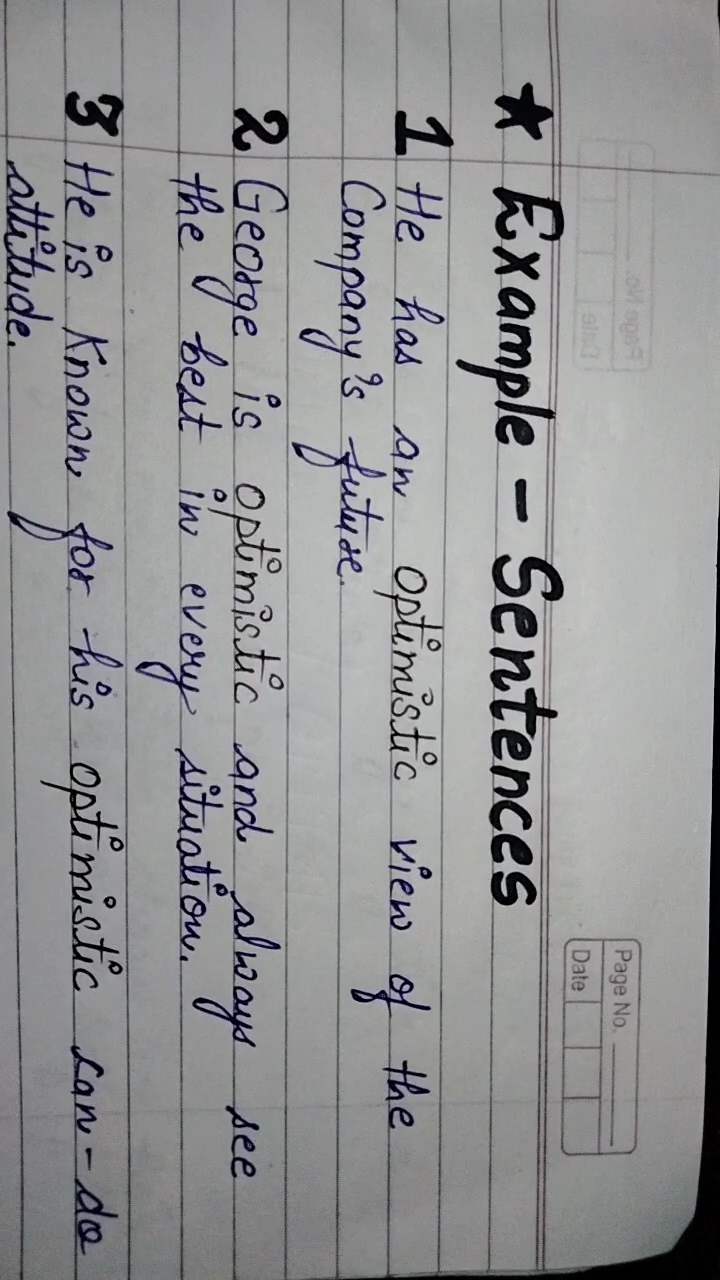 Page No.
Date
★ Example - Sentences
1 He has an optimistic view of the
Company's future.
2 George is optimistic and always see
the best in every situation.
3 He is Known for his optimistic can-do
attitude.